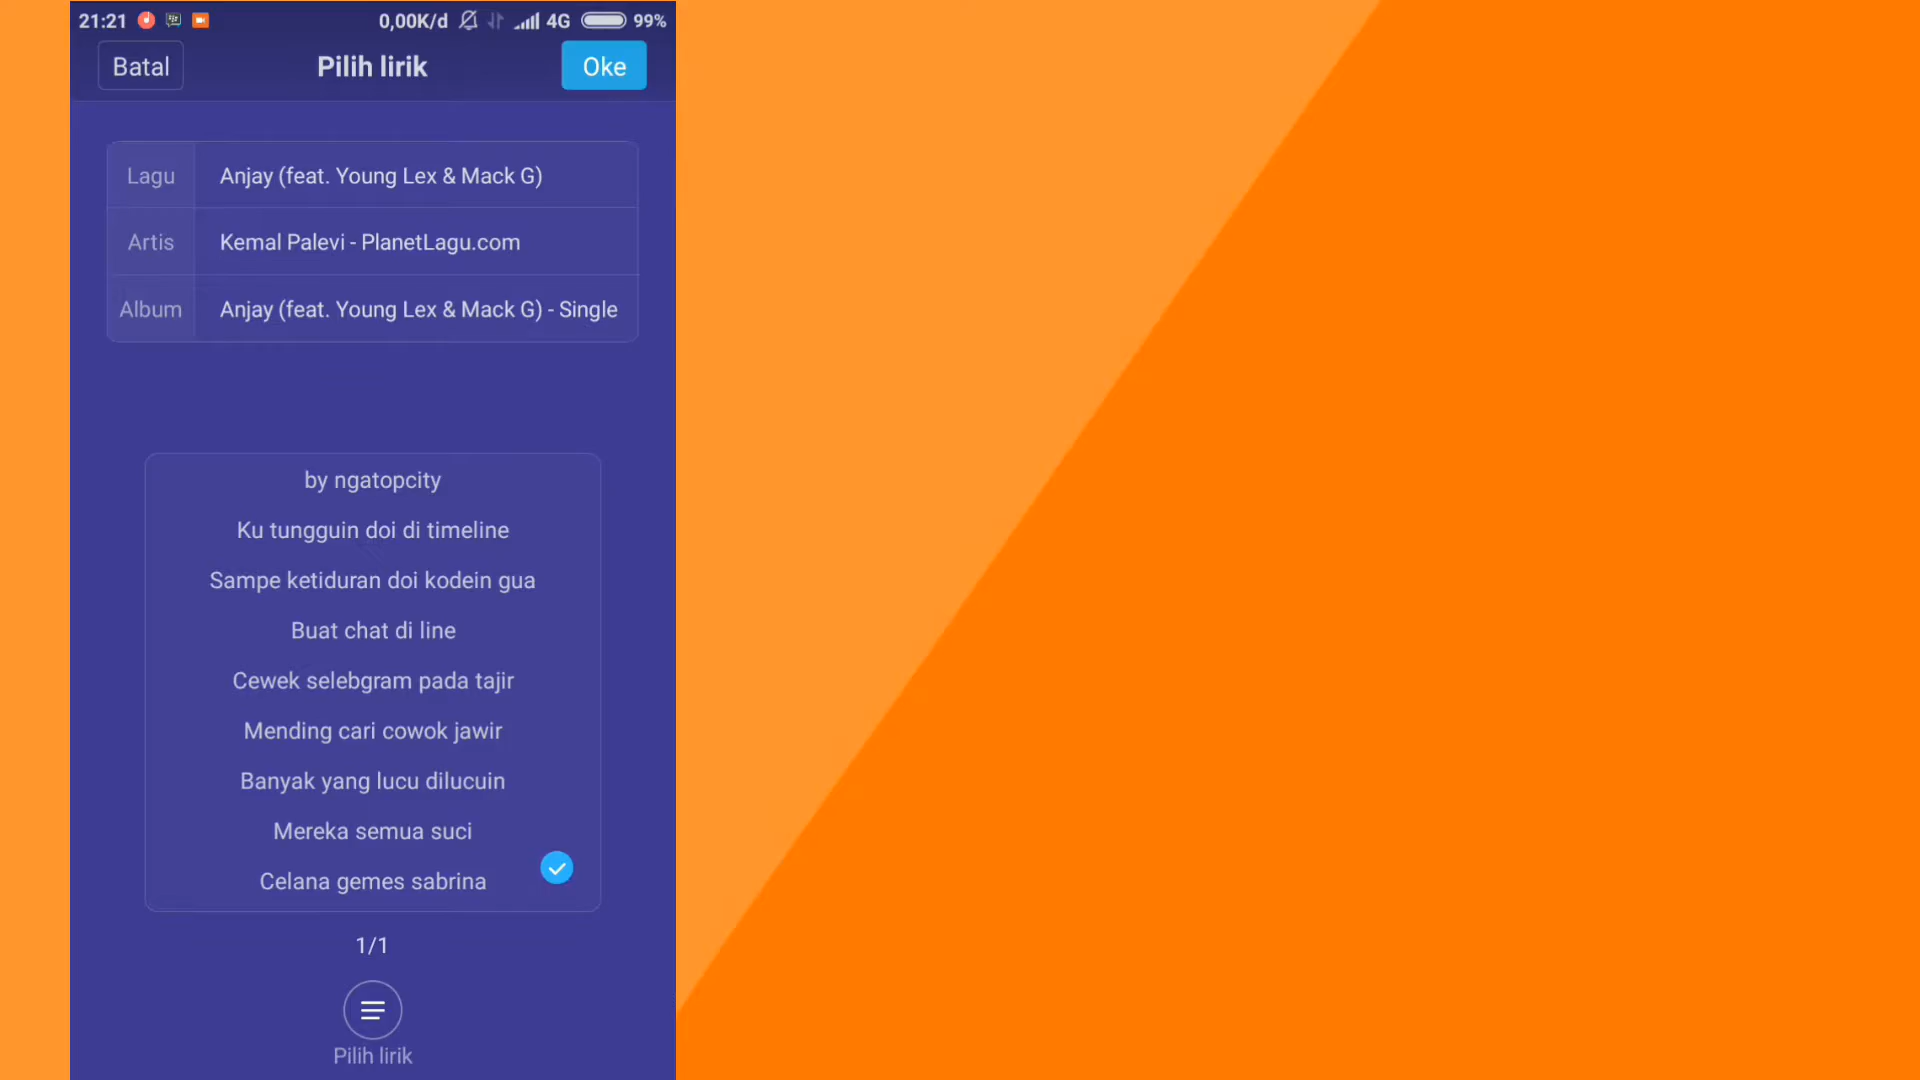 21:21 0,00K/d 4G 99%
Batal Pilih lirik Oke
Lagu Anjay (feat. Young Lex & Mack G)
Artis Kemal Palevi - PlanetLagu.com
Album Anjay (feat. Young Lex & Mack G) - Single
by ngatopcity
Ku tungguin doi di timeline
Sampe ketiduran doi kodein gua
Buat chat di line
Cewek selebgram pada tajir
Mending cari cowok jawir
Banyak yang lucu dilucuin
Mereka semua suci
Celana gemes sabrina
1/1
Pilih lirik